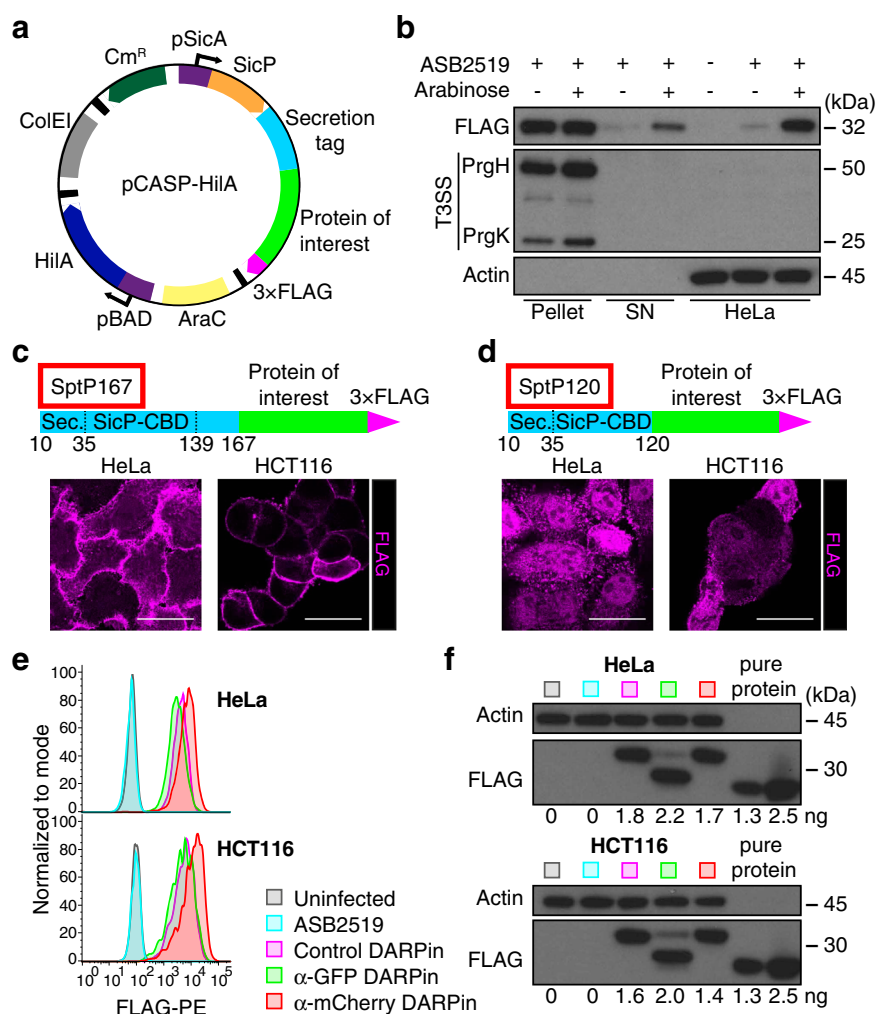 a
pSicA
Cm^R
SicP
ColEI
Secretion tag
pCASP-HilA
Protein of interest
HilA
3×FLAG
pBAD
AraC
b
ASB2519 + + + + - + +
Arabinose - + - + - - +
(kDa)
FLAG
32
T3SS
PrgH
50
PrgK
25
Actin
45
Pellet SN HeLa
c
SptP167
Protein of interest
3×FLAG
Sec. SicP-CBD
10 35 139 167
HeLa HCT116
FLAG
d
SptP120
Protein of interest
3×FLAG
Sec. SicP-CBD
10 35 120
HeLa HCT116
FLAG
e
Normalized to mode
100
80
60
40
20
0
HeLa
100
80
60
40
20
0
HCT116
10^0 10^1 10^2 10^3 10^4 10^5
FLAG-PE
Uninfected
ASB2519
Control DARPin
α-GFP DARPin
α-mCherry DARPin
f
HeLa
pure protein
(kDa)
Actin
45
FLAG
30
0 0 1.8 2.2 1.7 1.3 2.5 ng
HCT116
pure protein
Actin
45
FLAG
30
0 0 1.6 2.0 1.4 1.3 2.5 ng